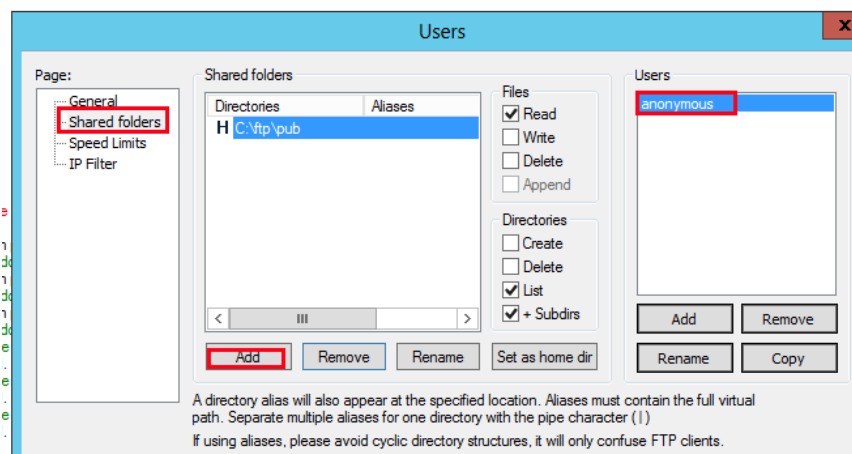 Users
x
Page:
General
Shared folders
Speed Limits
IP Filter
Shared folders
Directories Aliases
H C:\ftp\pub
Add Remove Rename Set as home dir
Files
Read
Write
Delete
Append
Directories
Create
Delete
List
+ Subdirs
Users
anonymous
Add Remove
Rename Copy
A directory alias will also appear at the specified location. Aliases must contain the full virtual
path. Separate multiple aliases for one directory with the pipe character (|)
If using aliases, please avoid cyclic directory structures, it will only confuse FTP clients.